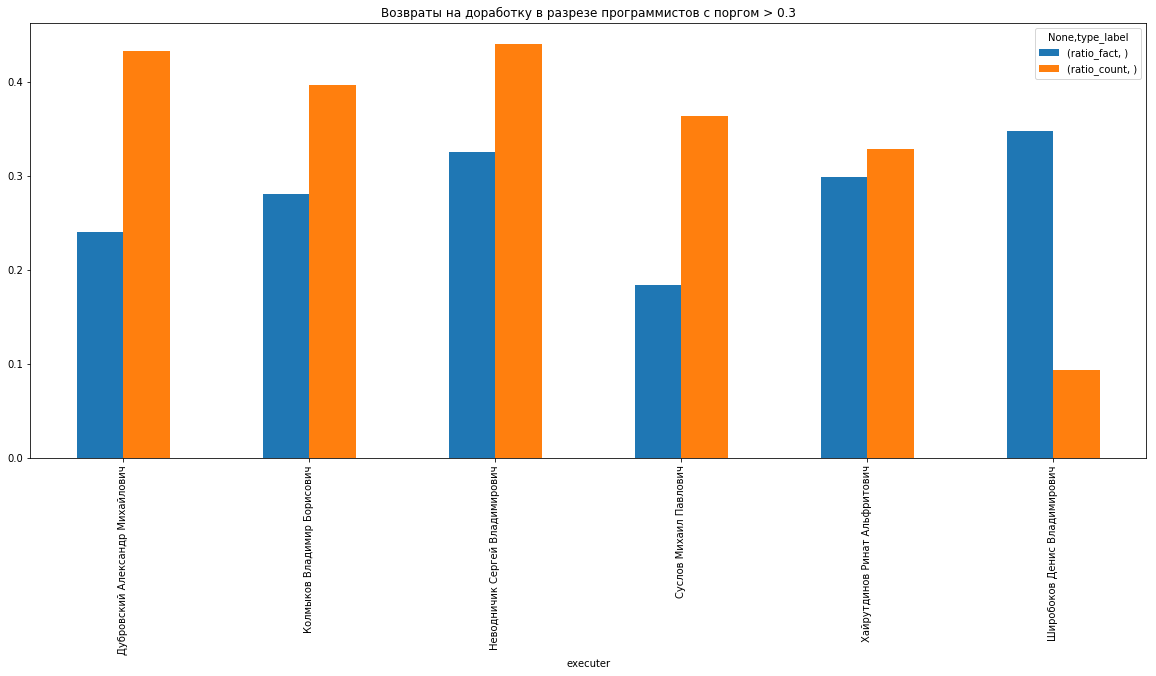 Возвраты на доработку в разрезе программистов с поргом > 0.3
None,type_label
(ratio_fact, )
(ratio_count, )
0.4
0.3
0.2
0.1
0.0
Дубровский Александр Михайлович
Колмыков Владимир Борисович
Неводничик Сергей Владимирович
Суслов Михаил Павлович
Хайрутдинов Ринат Альфритович
Широбоков Денис Владимирович
executer